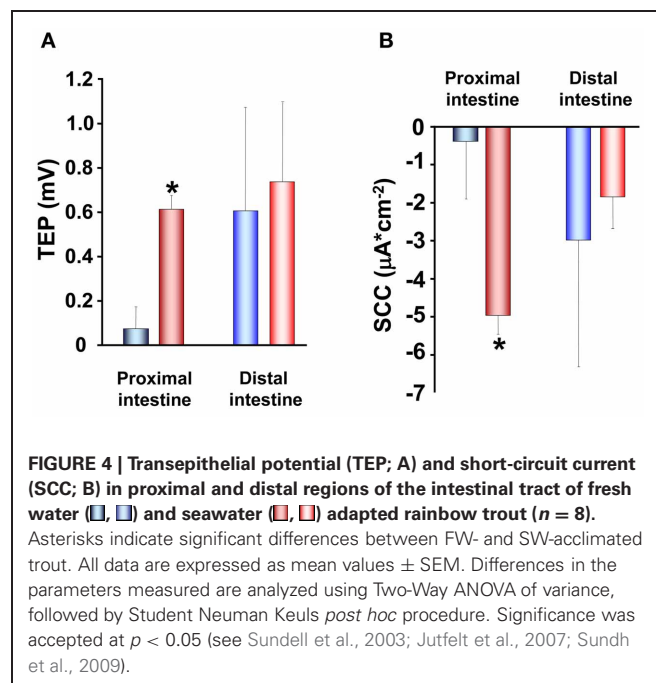 A
TEP (mV)
1.2
1.0
0.8
0.6
0.4
0.2
0
*
Proximal
intestine
Distal
intestine
B
Proximal
intestine
Distal
intestine
SCC (µA*cm-2)
0
-1
-2
-3
-4
-5
-6
-7
*
FIGURE 4 | Transepithelial potential (TEP; A) and short-circuit current
(SCC; B) in proximal and distal regions of the intestinal tract of fresh
water (, ) and seawater (, ) adapted rainbow trout (n = 8).
Asterisks indicate significant differences between FW- and SW-acclimated
trout. All data are expressed as mean values ± SEM. Differences in the
parameters measured are analyzed using Two-Way ANOVA of variance,
followed by Student Neuman Keuls post hoc procedure. Significance was
accepted at p < 0.05 (see Sundell et al., 2003; Jutfelt et al., 2007; Sundh
et al., 2009).